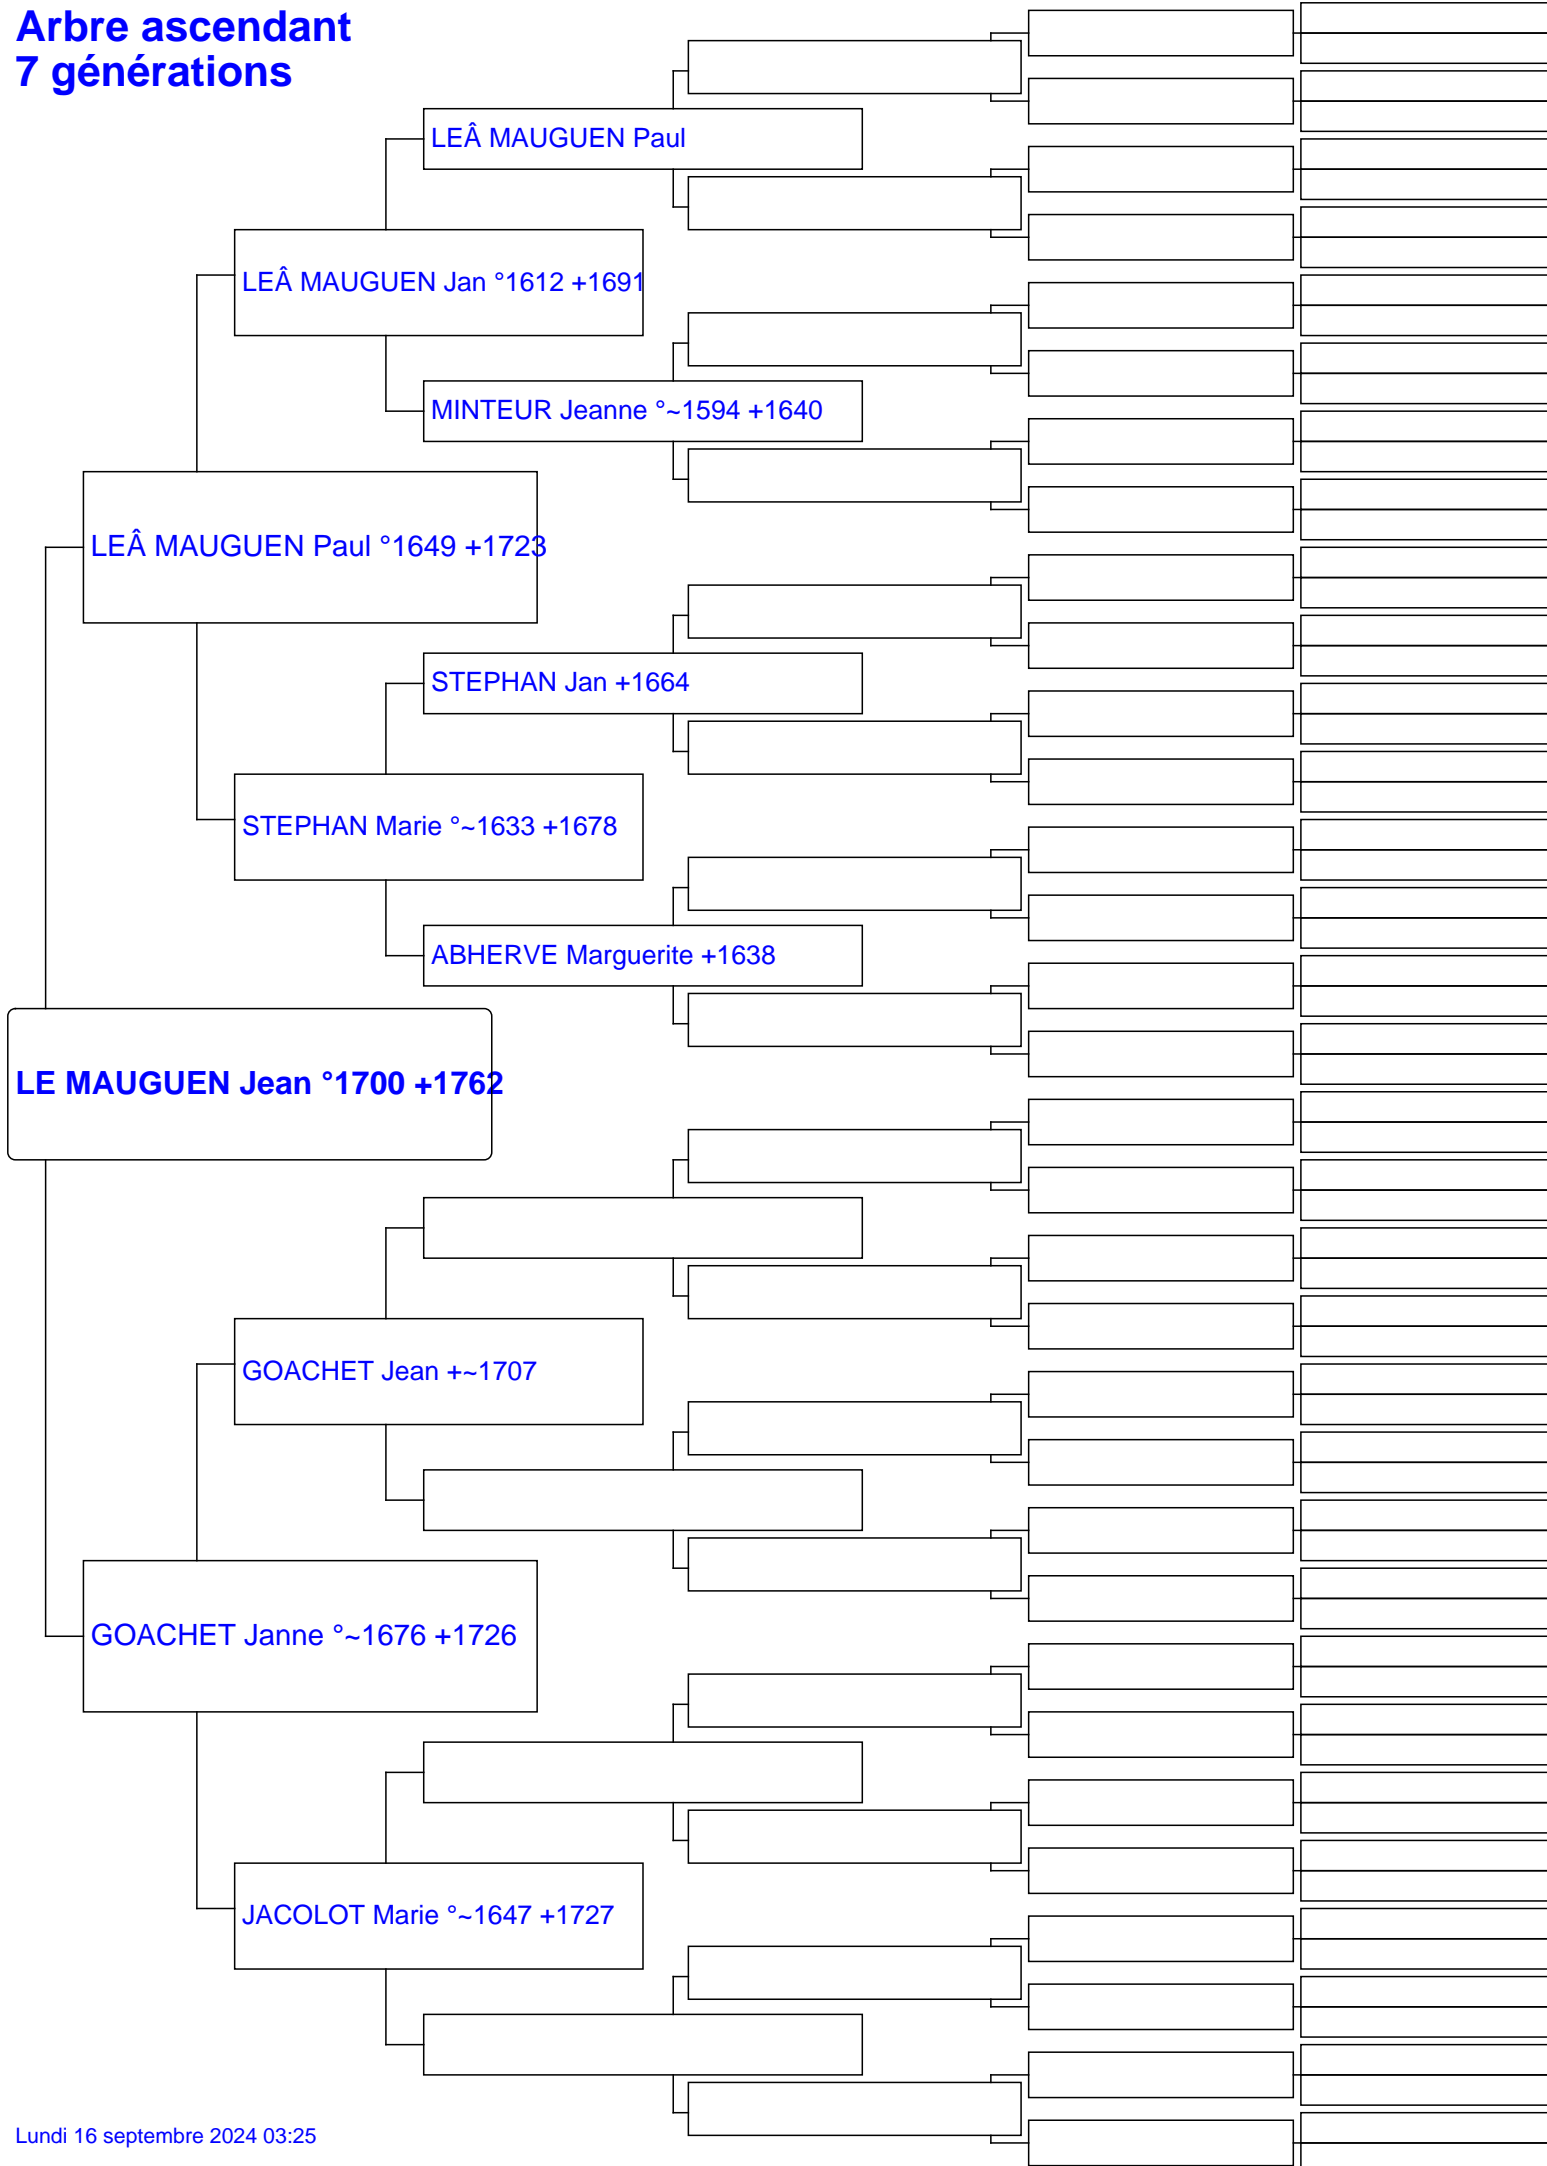 Arbre ascendant
7 générations
LEÂ MAUGUEN Paul
LEÂ MAUGUEN Jan °1612 +1691
MINTEUR Jeanne °~1594 +1640
LEÂ MAUGUEN Paul °1649 +1723
STEPHAN Jan +1664
STEPHAN Marie °~1633 +1678
ABHERVE Marguerite +1638
LE MAUGUEN Jean °1700 +1762
GOACHET Jean +~1707
GOACHET Janne °~1676 +1726
JACOLOT Marie °~1647 +1727
Lundi 16 septembre 2024 03:25